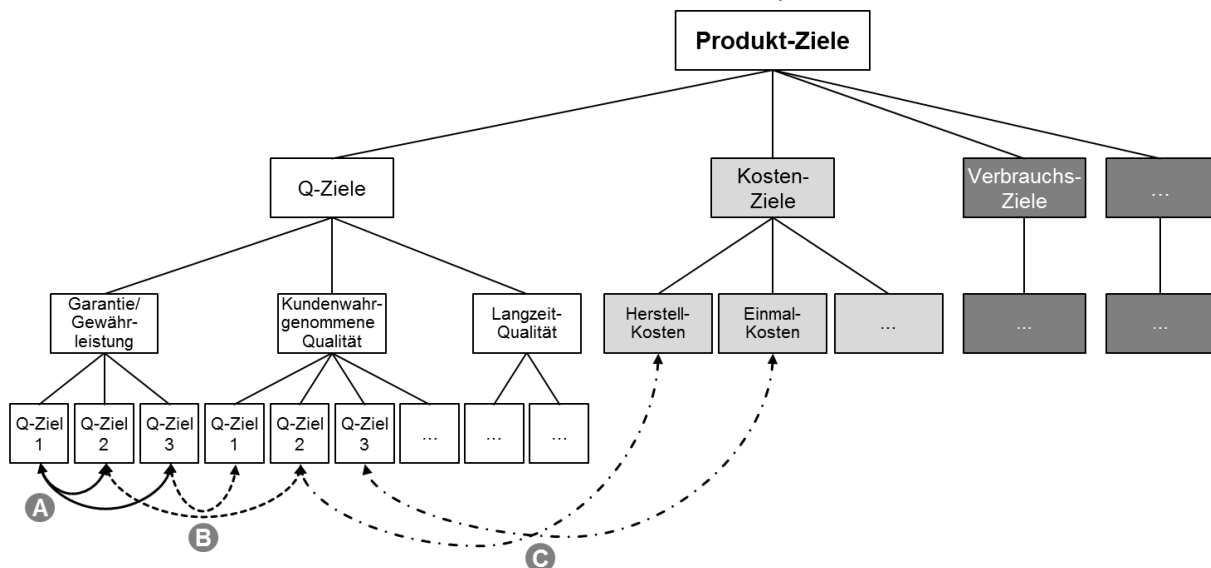 Produkt-Ziele
Q-Ziele
Kosten-
Ziele
Verbrauchs-
Ziele
...
Garantie/
Gewähr-
leistung
Kundenwahr-
genommene
Qualität
Langzeit-
Qualität
Herstell-
Kosten
Einmal-
Kosten
...
...
...
Q-Ziel
1
Q-Ziel
2
Q-Ziel
3
Q-Ziel
1
Q-Ziel
2
Q-Ziel
3
...
...
...
A
B
C